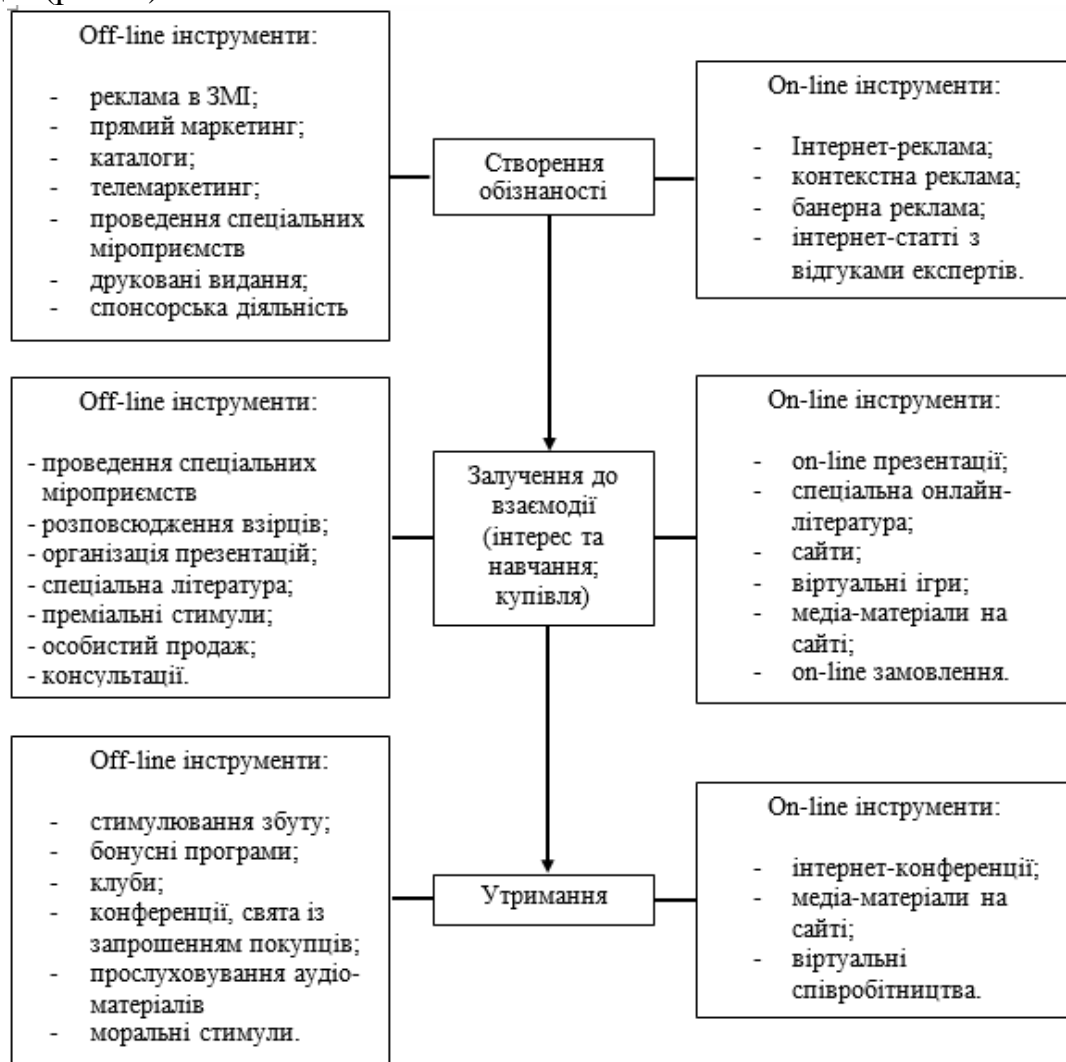 Off-line інструменти:
- реклама в ЗМІ;
- прямий маркетинг;
- каталоги;
- телемаркетинг;
- проведення спеціальних
міроприємств
- друковані видання;
- спонсорська діяльність
Створення
обізнаності
On-line інструменти:
- Інтернет-реклама;
- контекстна реклама;
- банерна реклама;
- інтернет-статті з
відгуками експертів.
Off-line інструменти:
- проведення спеціальних
міроприємств
- розповсюдження взірців;
- організація презентацій;
- спеціальна література;
- преміальні стимули;
- особистий продаж;
- консультації.
Залучення до
взаємодії
(інтерес та
навчання;
купівля)
On-line інструменти:
- on-line презентації;
- спеціальна онлайн-
література;
- сайти;
- віртуальні ігри;
- медіа-матеріали на
сайті;
- on-line замовлення.
Off-line інструменти:
- стимулювання збуту;
- бонусні програми;
- клуби;
- конференції, свята із
запрошенням покупців;
- прослуховування аудіо-
матеріалів
- моральні стимули.
Утримання
On-line інструменти:
- інтернет-конференції;
- медіа-матеріали на
сайті;
- віртуальні
співробітництва.